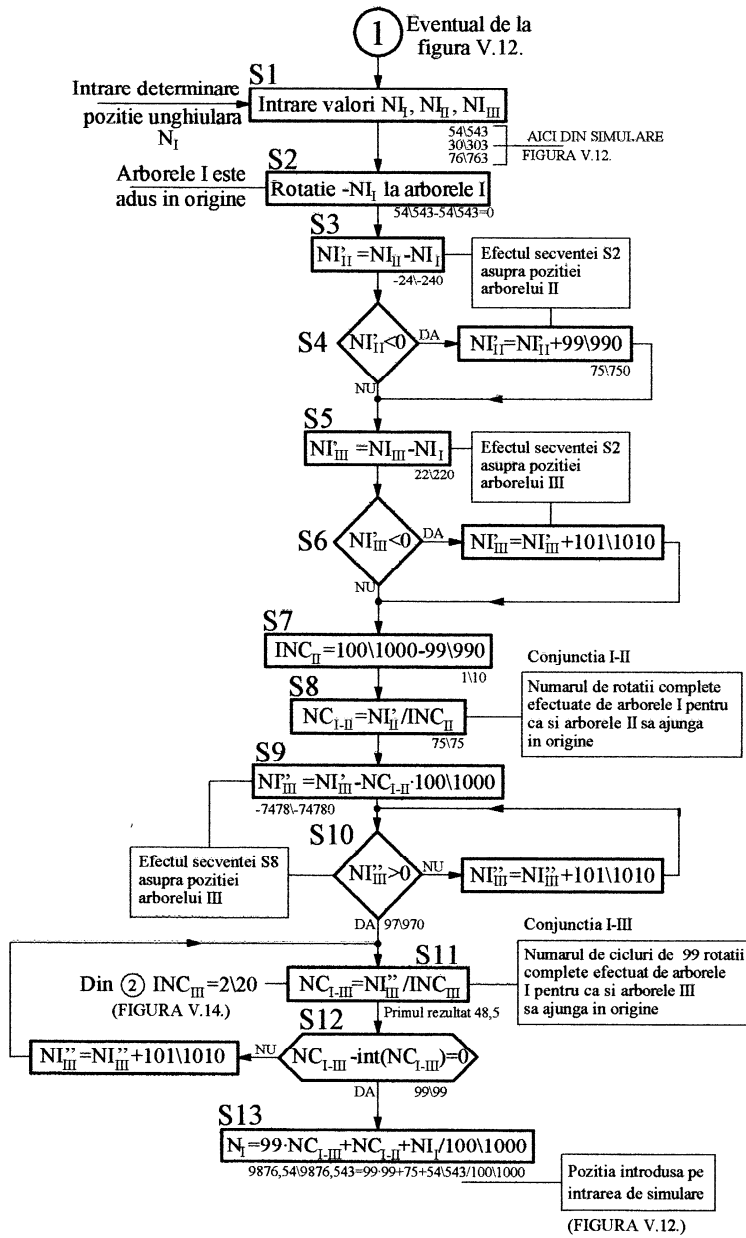 1
Eventual de la
figura V.12.
S1
Intrare determinare
pozitie unghiulara
N_I
Intrare valori NI_I, NI_II, NI_III
54\543
30\303
76\763
AICI DIN SIMULARE
FIGURA V.12.
S2
Arborele I este
adus in origine
Rotatie -NI_I la arborele I
54\543-54\543=0
S3
NI'_II=NI_II-NI_I
-24\-240
Efectul secventei S2
asupra pozitiei
arborelui II
S4
NI'_II<0
DA
NI'_II=NI'_II+99\990
75\750
NU
S5
NI'_III=NI_III-NI_I
22\220
Efectul secventei S2
asupra pozitiei
arborelui III
S6
NI'_III<0
DA
NI'_III=NI'_III+101\1010
NU
S7
INC_II=100\1000-99\990
1\10
Conjunctia I-II
S8
NC_I-II=NI'_II/INC_II
75\75
Numarul de rotatii complete
efectuate de arborele I pentru
ca si arborele II sa ajunga
in origine
S9
NI''_III=NI'_III-NC_I-II·100\1000
-7478\-74780
S10
Efectul secventei S8
asupra pozitiei
arborelui III
NI''_III>0
NU
NI''_III=NI''_III+101\1010
DA
97\970
Conjunctia I-III
S11
Din 2 INC_III=2\20
(FIGURA V.14.)
NC_I-III=NI''_III/INC_III
Primul rezultat 48,5
Numarul de cicluri de 99 rotatii
complete efectuat de arborele
I pentru ca si arborele III
sa ajunga in origine
S12
NI''_III=NI''_III+101\1010
NU
NC_I-III-int(NC_I-III)=0
DA
99\99
S13
N_I=99·NC_I-III+NC_I-II+NI_I/100\1000
9876,54\9876,543=99·99+75+54\543/100\1000
Pozitia introdusa pe
intrarea de simulare
(FIGURA V.12.)